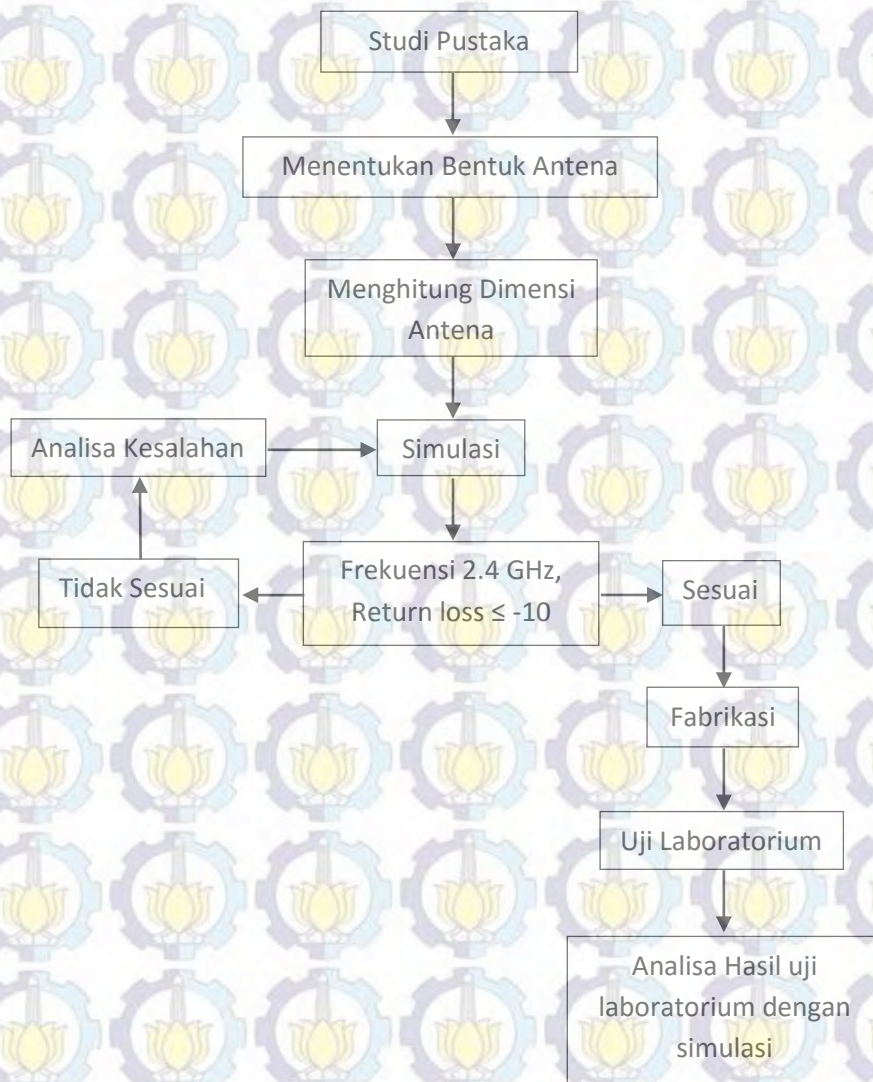 Studi Pustaka
Menentukan Bentuk Antena
Menghitung Dimensi
Antena
Analisa Kesalahan
Simulasi
Tidak Sesuai
Frekuensi 2.4 GHz,
Return loss ≤ -10
Sesuai
Fabrikasi
Uji Laboratorium
Analisa Hasil uji
laboratorium dengan
simulasi